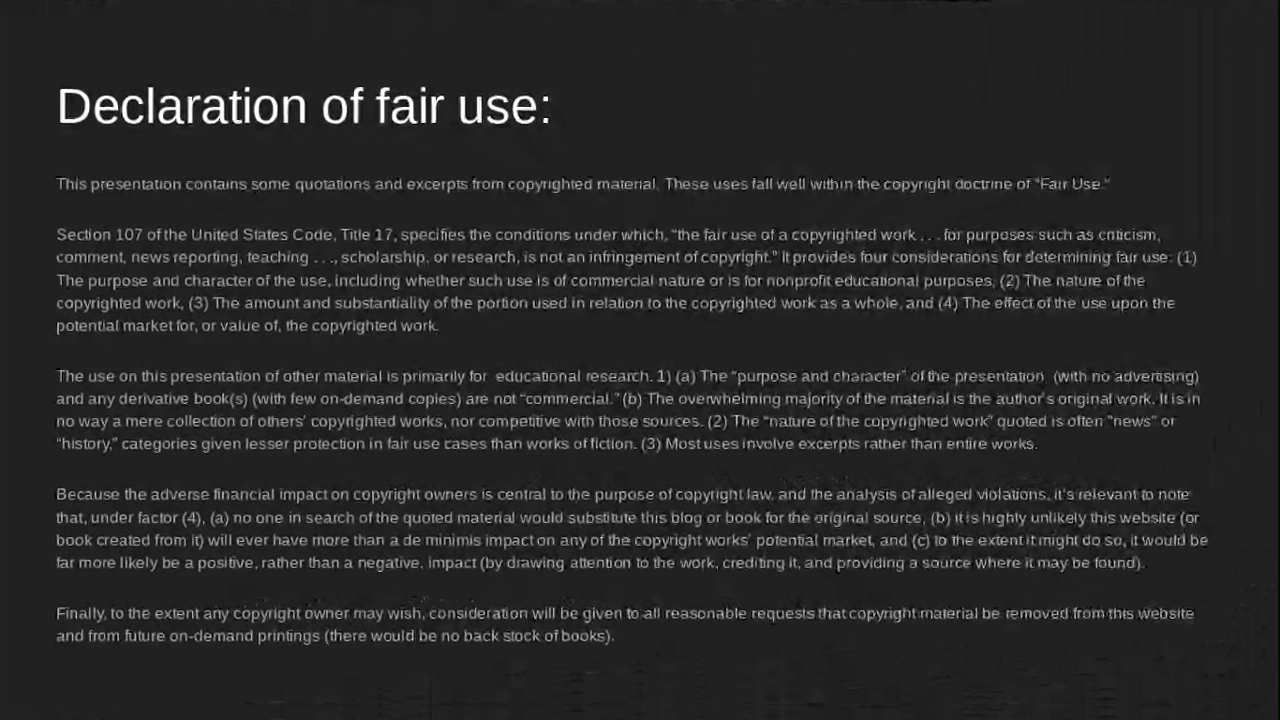 Declaration of fair use:
This presentation contains some quotations and excerpts from copyrighted material. These uses fall well within the copyright doctrine of “Fair Use.”
Section 107 of the United States Code, Title 17, specifies the conditions under which, “the fair use of a copyrighted work . . . for purposes such as criticism,
comment, news reporting, teaching . . ., scholarship, or research, is not an infringement of copyright.” It provides four considerations for determining fair use: (1)
The purpose and character of the use, including whether such use is of commercial nature or is for nonprofit educational purposes, (2) The nature of the
copyrighted work, (3) The amount and substantiality of the portion used in relation to the copyrighted work as a whole, and (4) The effect of the use upon the
potential market for, or value of, the copyrighted work.
The use on this presentation of other material is primarily for educational research. 1) (a) The “purpose and character” of the presentation (with no advertising)
and any derivative book(s) (with few on-demand copies) are not “commercial.” (b) The overwhelming majority of the material is the author’s original work. It is in
no way a mere collection of others’ copyrighted works, nor competitive with those sources. (2) The “nature of the copyrighted work” quoted is often “news” or
“history,” categories given lesser protection in fair use cases than works of fiction. (3) Most uses involve excerpts rather than entire works.
Because the adverse financial impact on copyright owners is central to the purpose of copyright law, and the analysis of alleged violations, it’s relevant to note
that, under factor (4), (a) no one in search of the quoted material would substitute this blog or book for the original source, (b) it is highly unlikely this website (or
book created from it) will ever have more than a de minimis impact on any of the copyright works’ potential market, and (c) to the extent it might do so, it would be
far more likely be a positive, rather than a negative, impact (by drawing attention to the work, crediting it, and providing a source where it may be found).
Finally, to the extent any copyright owner may wish, consideration will be given to all reasonable requests that copyright material be removed from this website
and from future on-demand printings (there would be no back stock of books).